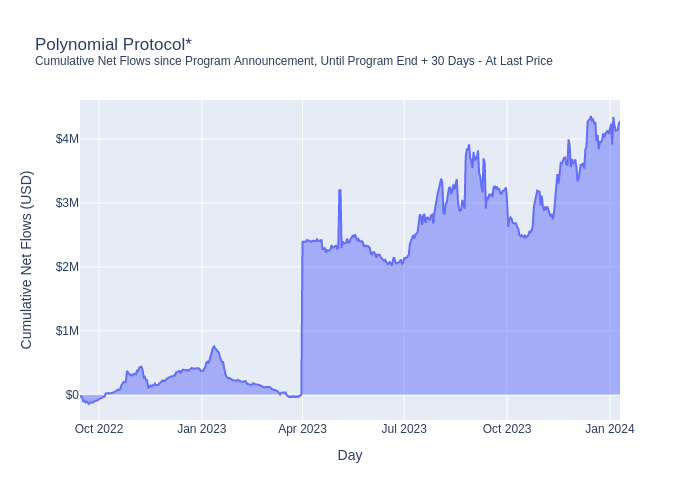 Polynomial Protocol*
Cumulative Net Flows since Program Announcement, Until Program End + 30 Days - At Last Price
Cumulative Net Flows (USD)
$4M
$3M
$2M
$1M
$0
Oct 2022 Jan 2023 Apr 2023 Jul 2023 Oct 2023 Jan 2024
Day